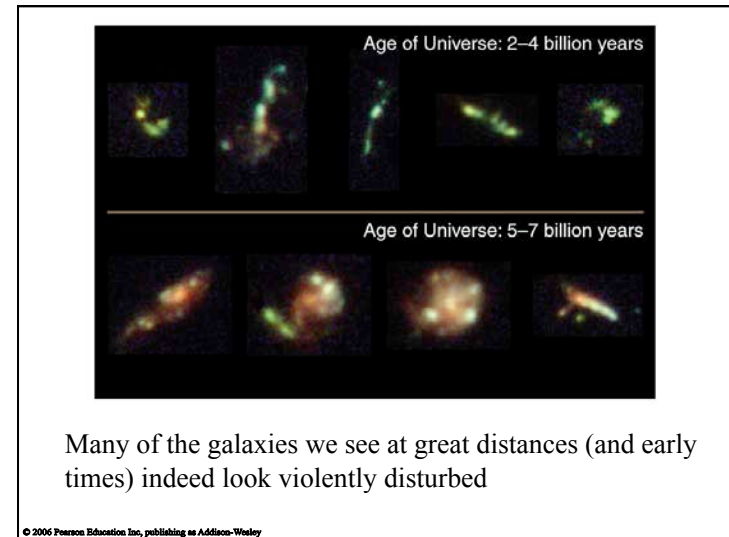 Age of Universe: 2–4 billion years
Age of Universe: 5–7 billion years
Many of the galaxies we see at great distances (and early
times) indeed look violently disturbed
© 2006 Pearson Education Inc, publishing as Addison-Wesley